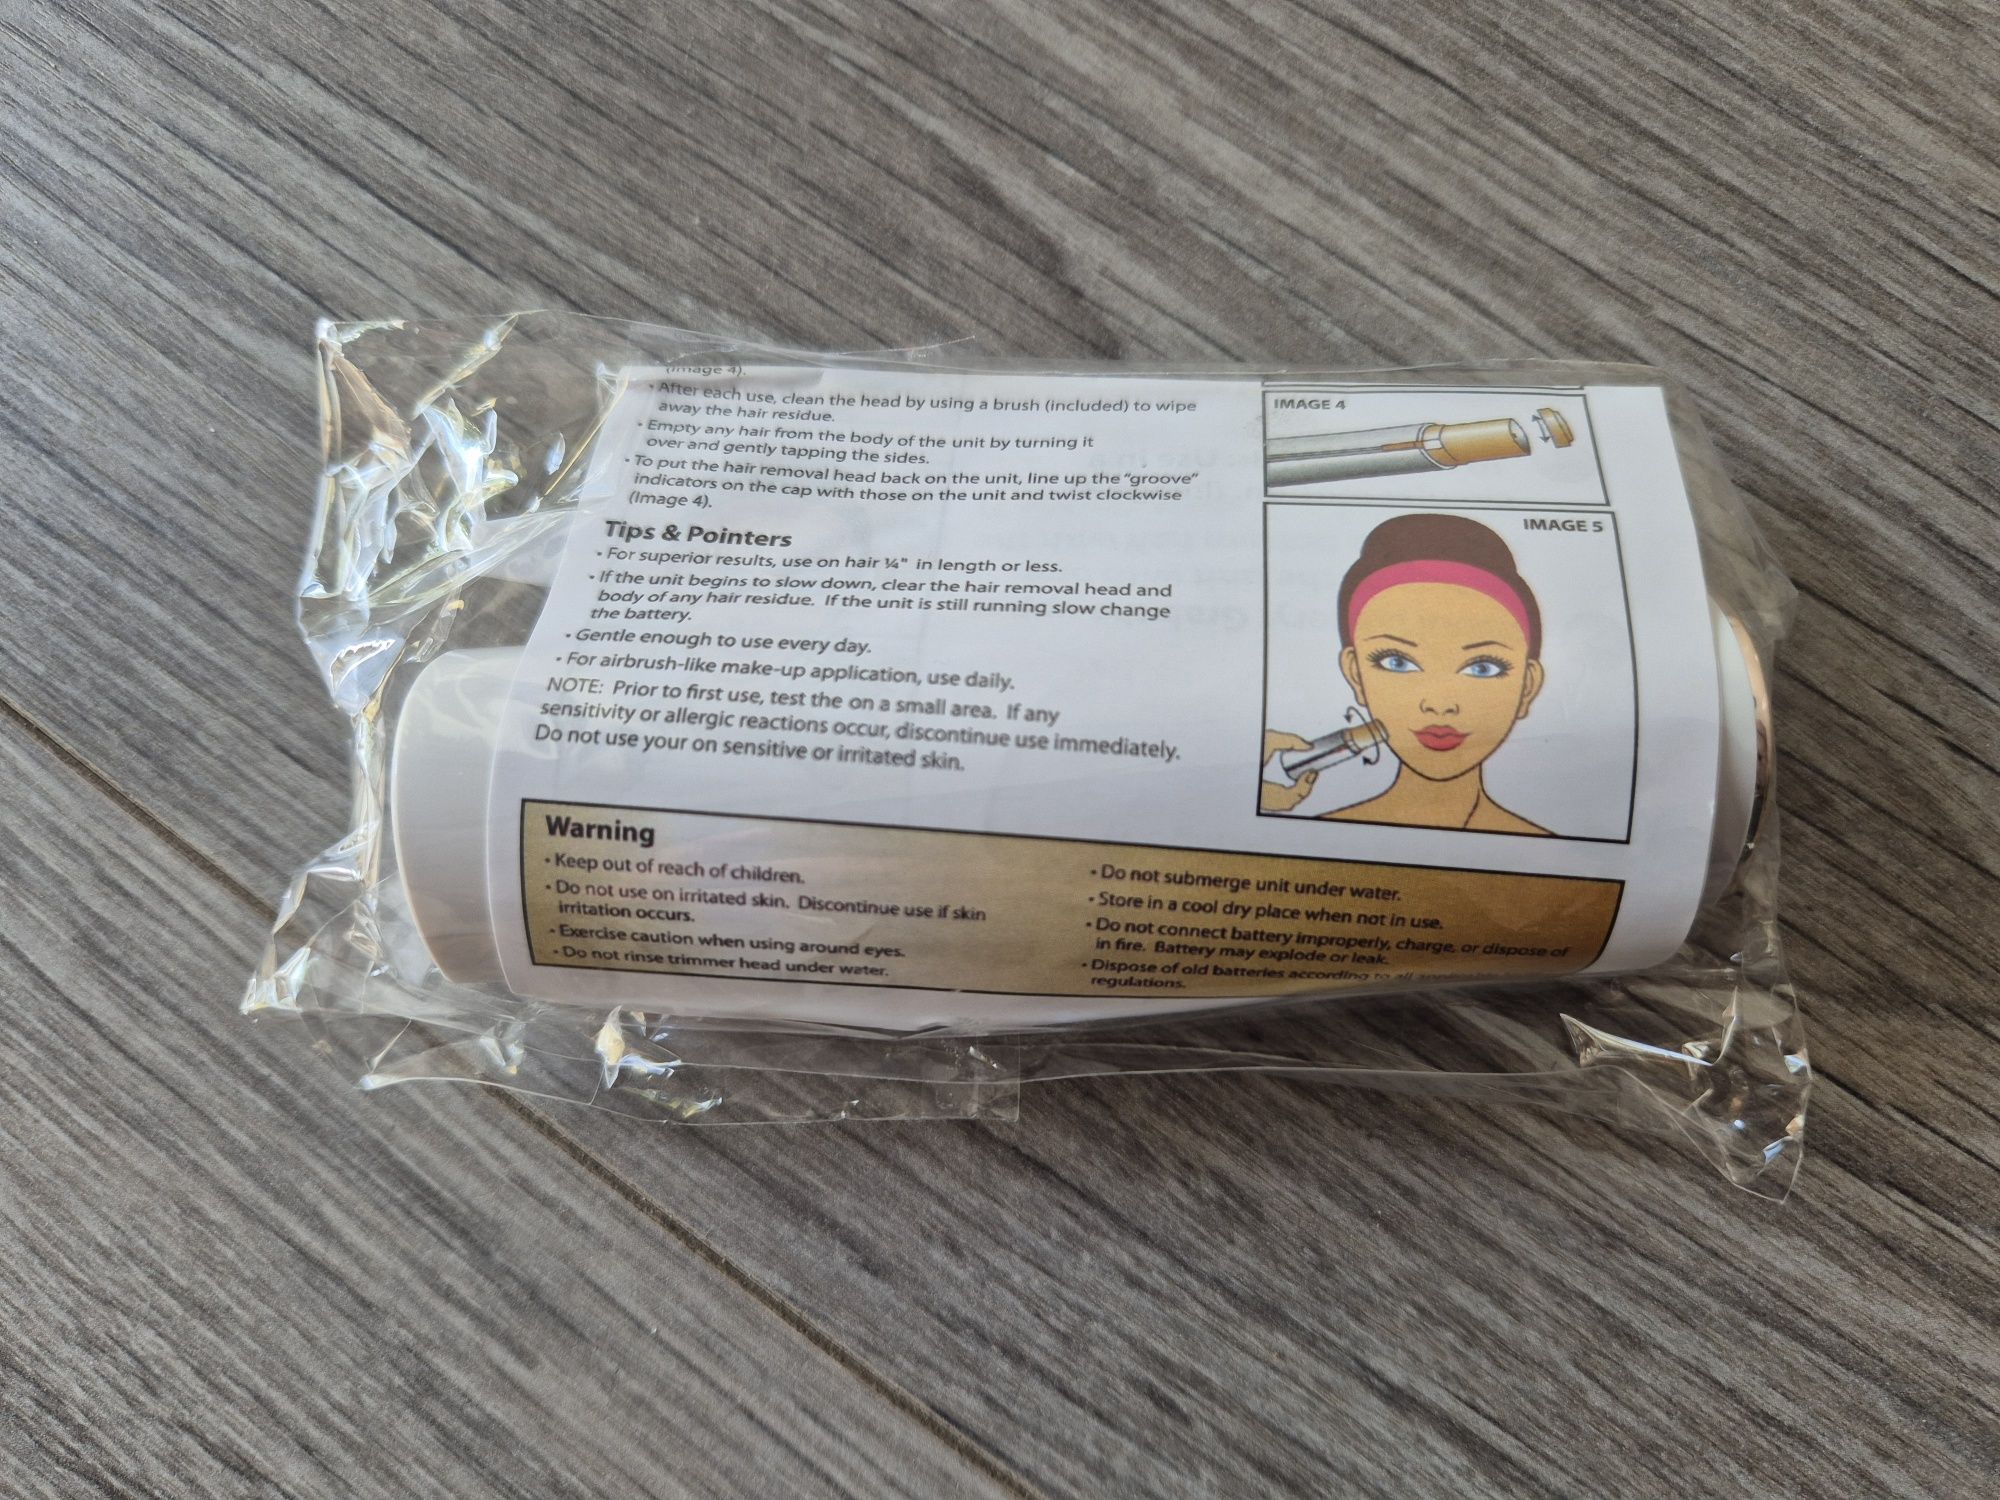 (Image 4).
• After each use, clean the head by using a brush (included) to wipe
away the hair residue.
• Empty any hair from the body of the unit by turning it
over and gently tapping the sides.
• To put the hair removal head back on the unit, line up the “groove”
indicators on the cap with those on the unit and twist clockwise
(Image 4).
Tips & Pointers
• For superior results, use on hair ¼" in length or less.
• If the unit begins to slow down, clear the hair removal head and
body of any hair residue. If the unit is still running slow change
the battery.
• Gentle enough to use every day.
• For airbrush-like make-up application, use daily.
NOTE: Prior to first use, test the on a small area. If any
sensitivity or allergic reactions occur, discontinue use immediately.
Do not use your on sensitive or irritated skin.
IMAGE 4
IMAGE 5
Warning
• Keep out of reach of children.
• Do not use on irritated skin. Discontinue use if skin
irritation occurs.
• Exercise caution when using around eyes.
• Do not rinse trimmer head under water.
• Do not submerge unit under water.
• Store in a cool dry place when not in use.
• Do not connect battery improperly, charge, or dispose of
in fire. Battery may explode or leak.
• Dispose of old batteries according to all
regulations.